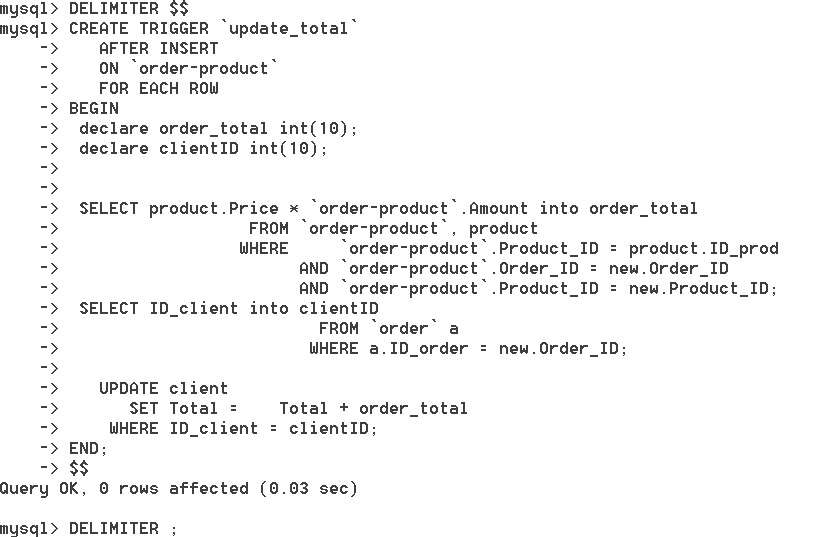 mysql> DELIMITER $$
mysql> CREATE TRIGGER `update_total`
    ->    AFTER INSERT
    ->    ON `order-product`
    ->    FOR EACH ROW
    -> BEGIN
    ->  declare order_total int(10);
    ->  declare clientID int(10);
    ->
    ->
    ->  SELECT product.Price * `order-product`.Amount into order_total
    ->                   FROM `order-product`, product
    ->                  WHERE     `order-product`.Product_ID = product.ID_prod
    ->                        AND `order-product`.Order_ID = new.Order_ID
    ->                        AND `order-product`.Product_ID = new.Product_ID;
    ->  SELECT ID_client into clientID
    ->                          FROM `order` a
    ->                         WHERE a.ID_order = new.Order_ID;
    ->
    ->    UPDATE client
    ->       SET Total =    Total + order_total
    ->     WHERE ID_client = clientID;
    -> END;
    -> $$
Query OK, 0 rows affected (0.03 sec)

mysql> DELIMITER ;